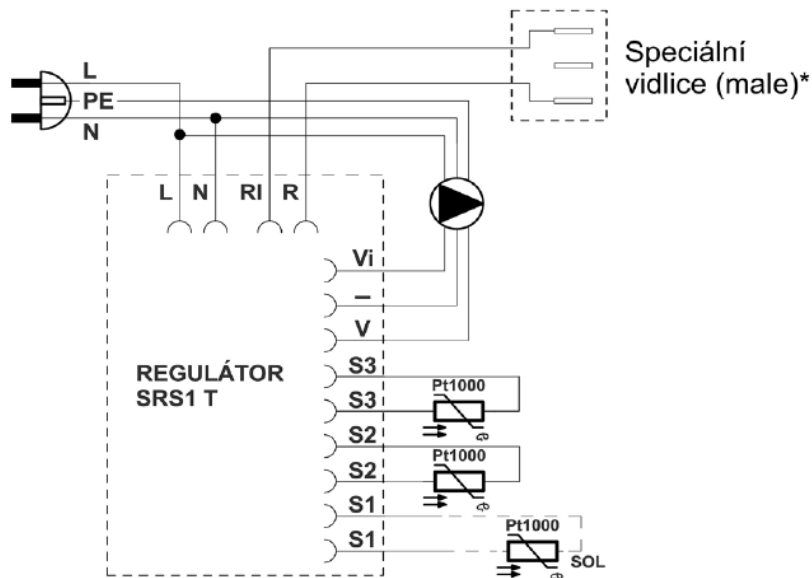 Speciální
vidlice (male)*
L
PE
N
L N RI R
Vi
–
V
REGULÁTOR
SRS1 T
S3
Pt1000
S3
S2
Pt1000
S2
S1
Pt1000
S1
SOL